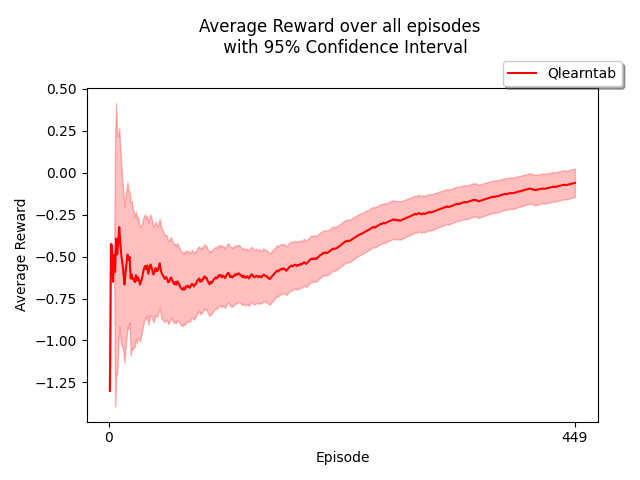 Average Reward over all episodes
with 95% Confidence Interval
Qlearntab
Average Reward
0.50
0.25
0.00
−0.25
−0.50
−0.75
−1.00
−1.25
0
449
Episode